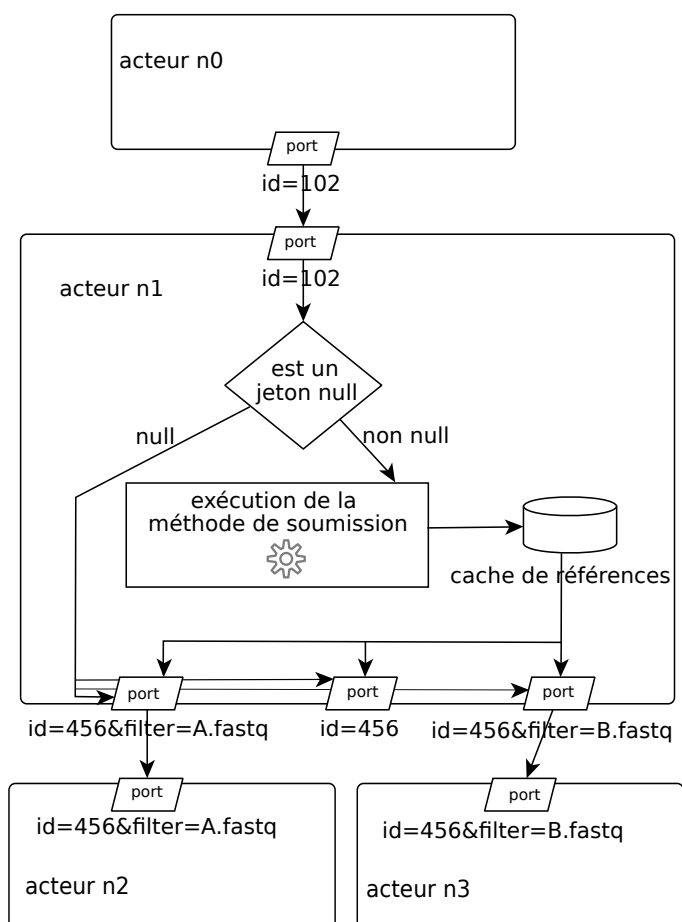 acteur n0
port
id=102
port
id=102
acteur n1
est un
jeton null
null
non null
exécution de la
méthode de soumission
cache de références
port
port
port
id=456&filter=A.fastq
id=456
id=456&filter=B.fastq
port
port
id=456&filter=A.fastq
id=456&filter=B.fastq
acteur n2
acteur n3